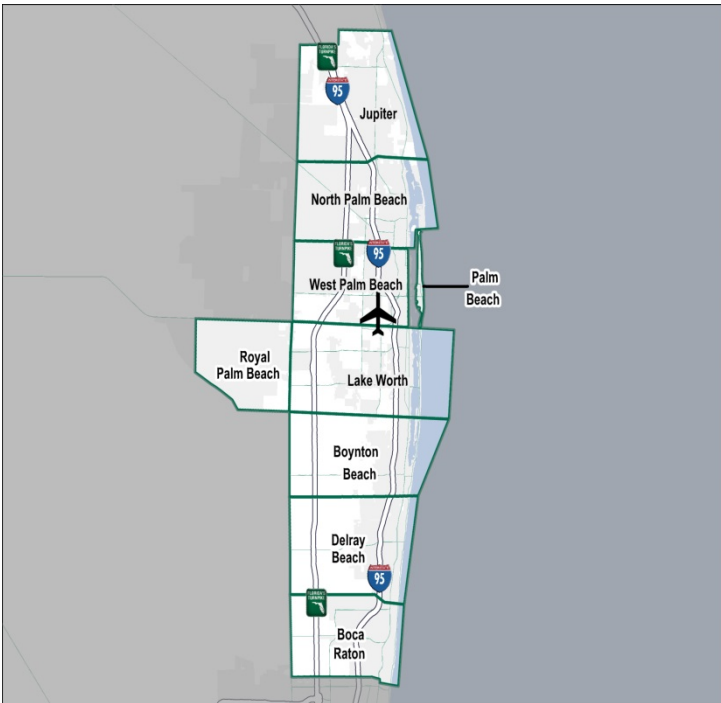 95
Jupiter
North Palm Beach
95
West Palm Beach
Palm
Beach
Royal
Palm Beach
Lake Worth
Boynton
Beach
Delray
Beach
95
Boca
Raton